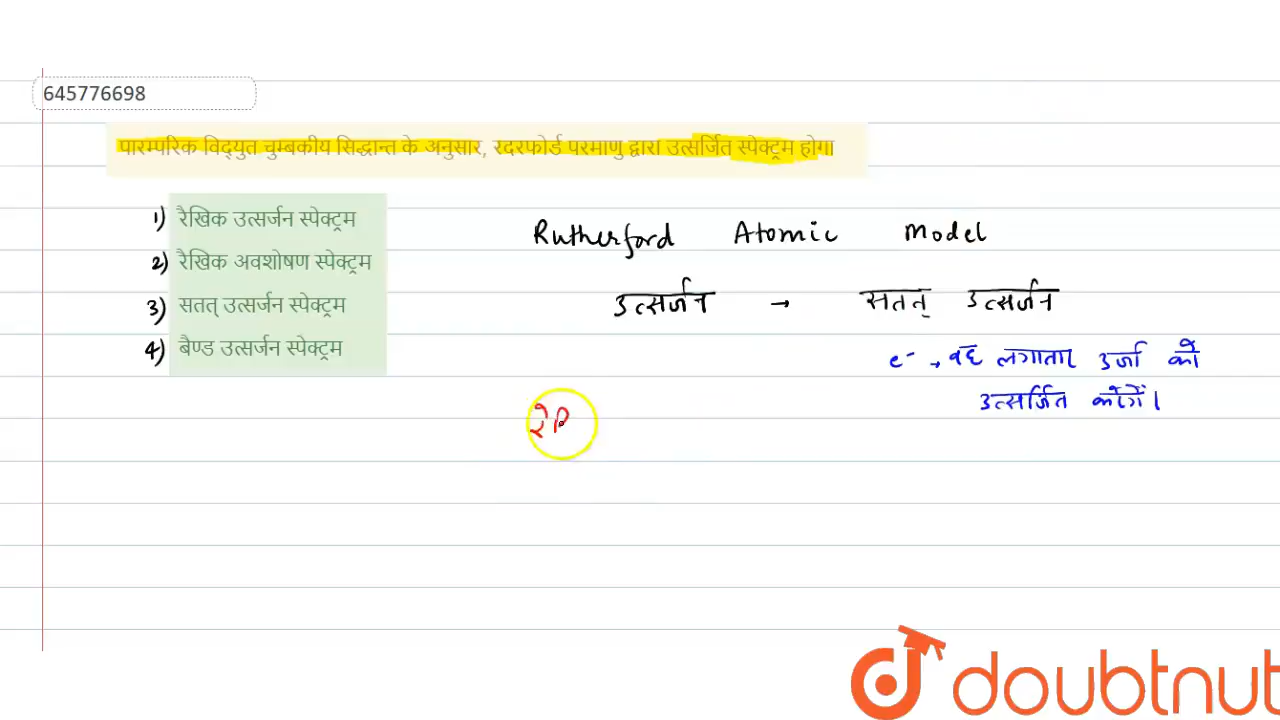 645776698
पारम्परिक विद्युत चुम्बकीय सिद्धान्त के अनुसार, रदरफोर्ड परमाणु द्वारा उत्सर्जित स्पेक्ट्रम होगा
1) रैखिक उत्सर्जन स्पेक्ट्रम
2) रैखिक अवशोषण स्पेक्ट्रम
3) सतत् उत्सर्जन स्पेक्ट्रम
4) बैण्ड उत्सर्जन स्पेक्ट्रम
Rutherford Atomic Model
उत्सर्जन → सतत् उत्सर्जन
e⁻ → वह लगातार उर्जा को
उत्सर्जित करेगें।
doubtnut